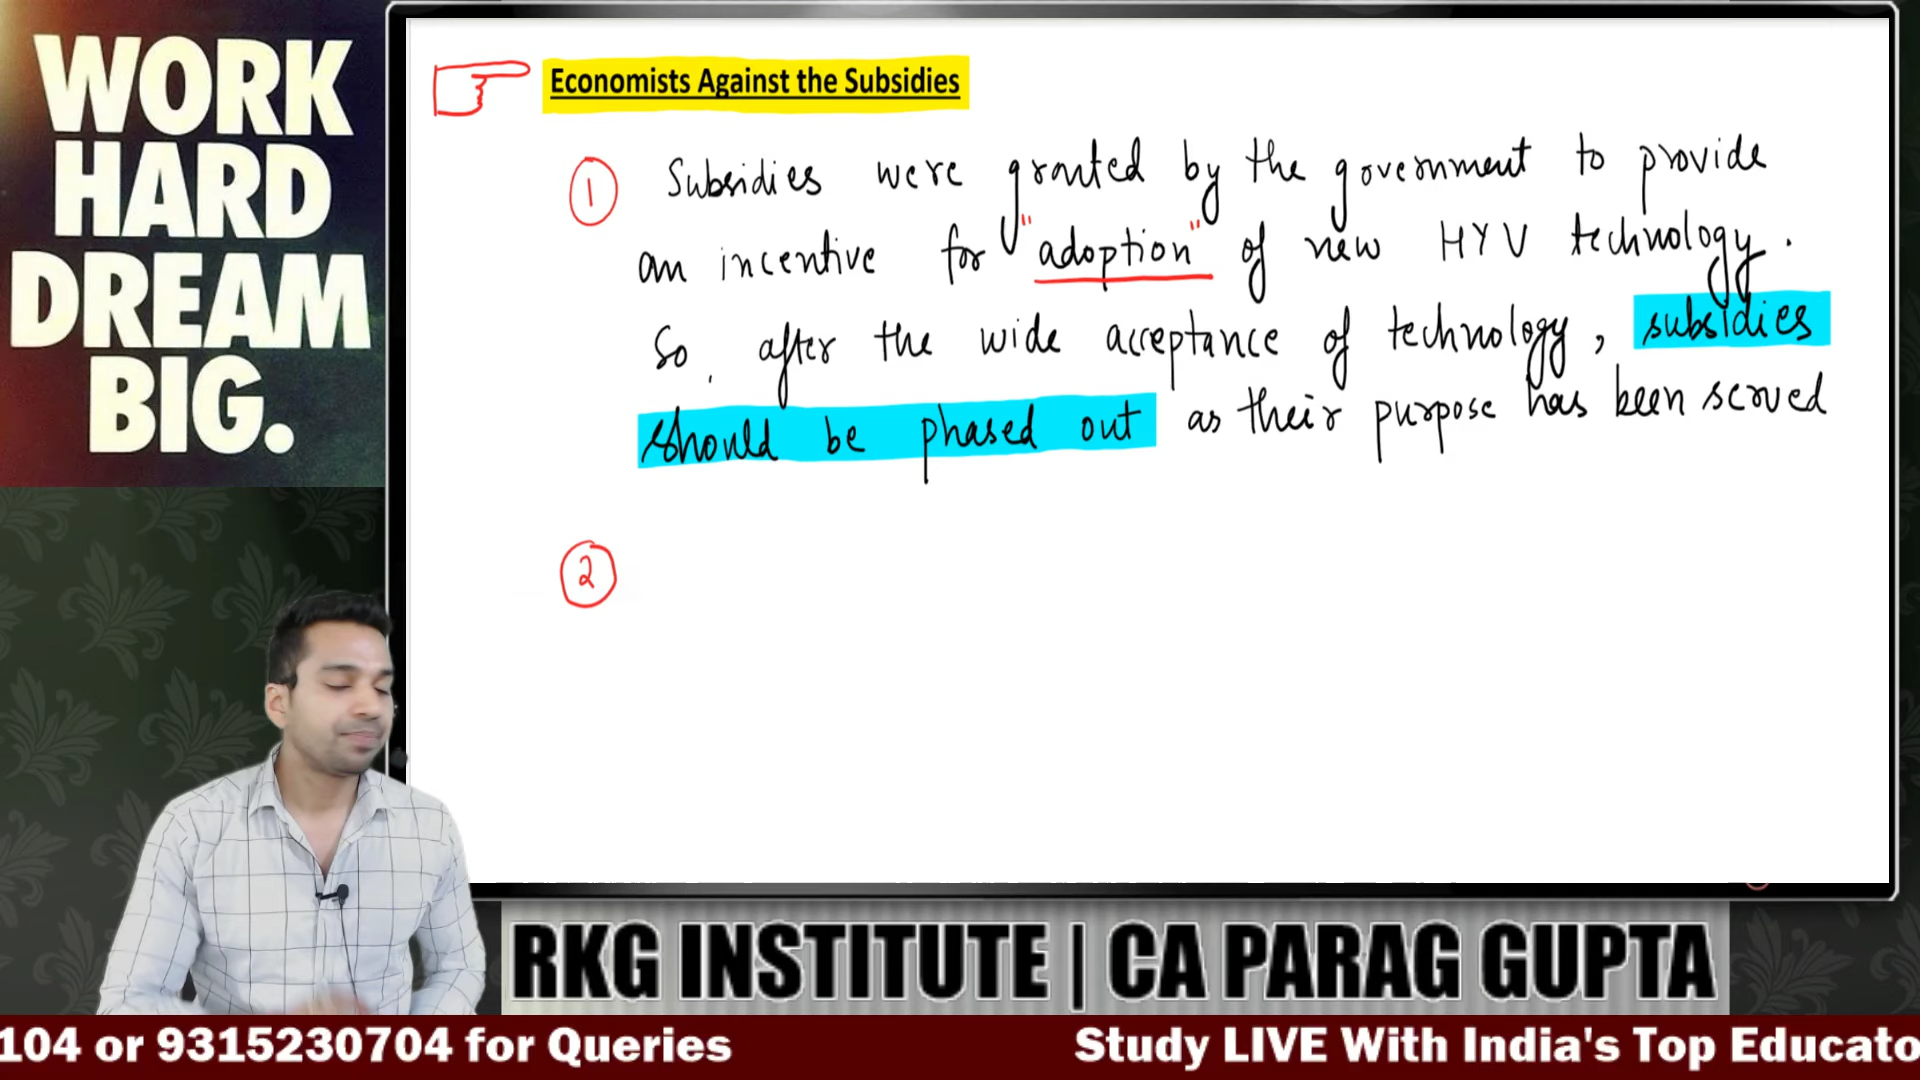 WORK
HARD
DREAM
BIG.
Economists Against the Subsidies
1 Subsidies were granted by the government to provide
an incentive for "adoption" of new HYV technology.
So, after the wide acceptance of technology, subsidies
should be phased out as their purpose has been served
2
RKG INSTITUTE | CA PARAG GUPTA
104 or 9315230704 for Queries Study LIVE With India's Top Educato